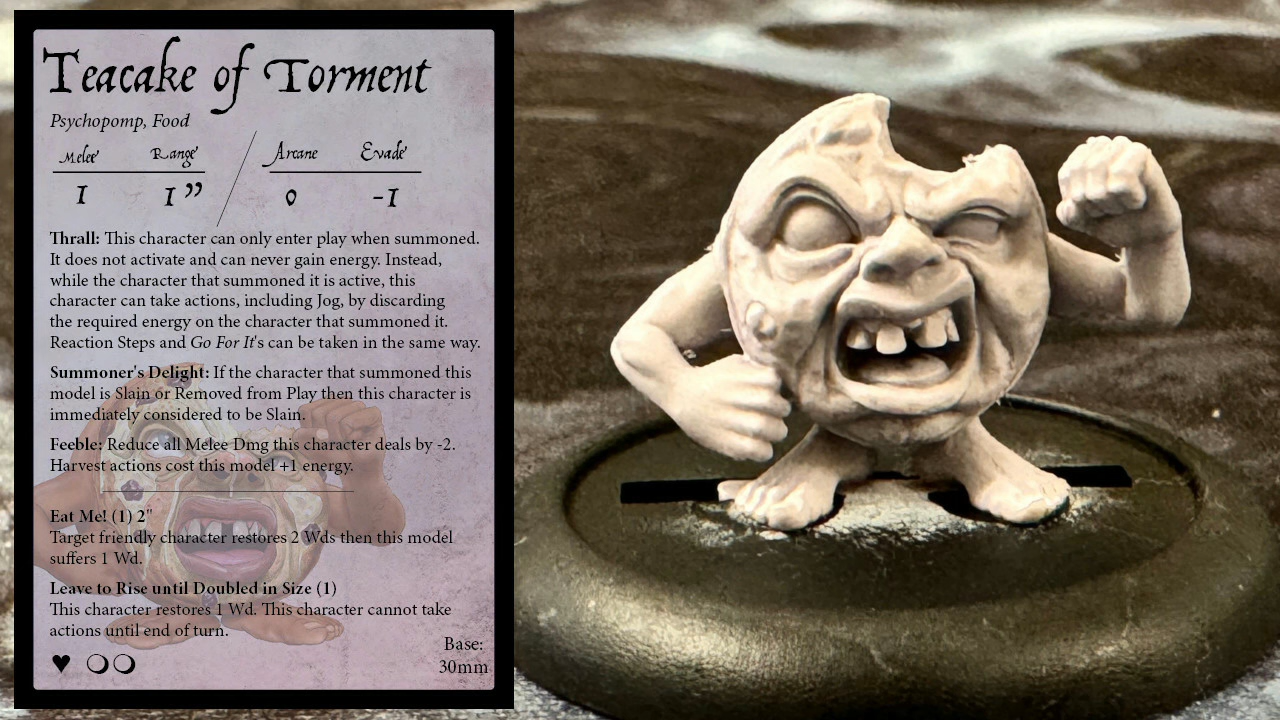 Teacake of Torment
Psychopomp, Food
Melee Range Arcane Evade
1 1” 0 -1
Thrall: This character can only enter play when summoned.
It does not activate and can never gain energy. Instead,
while the character that summoned it is active, this
character can take actions, including Jog, by discarding
the required energy on the character that summoned it.
Reaction Steps and Go For It's can be taken in the same way.
Summoner's Delight: If the character that summoned this
model is Slain or Removed from Play then this character is
immediately considered to be Slain.
Feeble: Reduce all Melee Dmg this character deals by -2.
Harvest actions cost this model +1 energy.
Eat Me! (1) 2"
Target friendly character restores 2 Wds then this model
suffers 1 Wd.
Leave to Rise until Doubled in Size (1)
This character restores 1 Wd. This character cannot take
actions until end of turn.
Base:
30mm